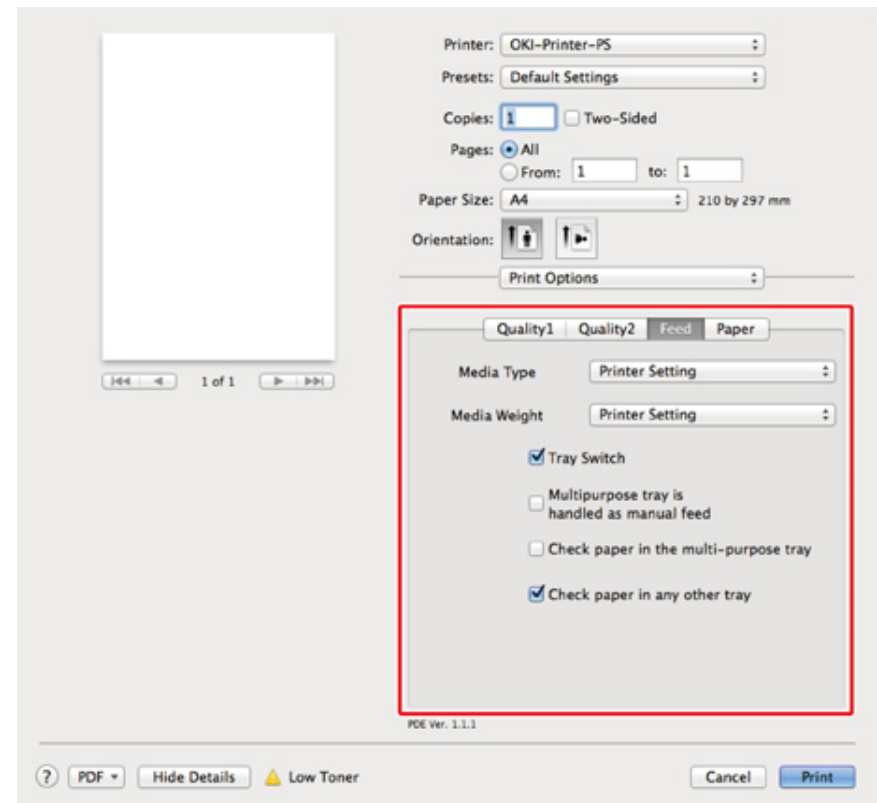 Printer: OKI-Printer-PS
Presets: Default Settings
Copies: 1 Two-Sided
Pages: All
From: 1 to: 1
Paper Size: A4 210 by 297 mm
Orientation:
Print Options
Quality1 Quality2 Feed Paper
Media Type Printer Setting
Media Weight Printer Setting
Tray Switch
Multipurpose tray is
handled as manual feed
Check paper in the multi-purpose tray
Check paper in any other tray
1 of 1
PDE Ver. 1.1.1
? PDF Hide Details Low Toner Cancel Print